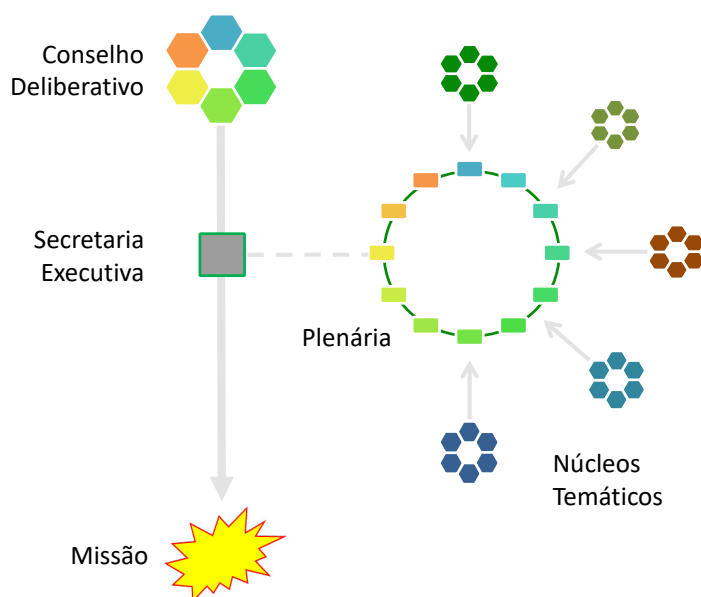 Conselho
Deliberativo
Secretaria
Executiva
Plenária
Núcleos
Temáticos
Missão